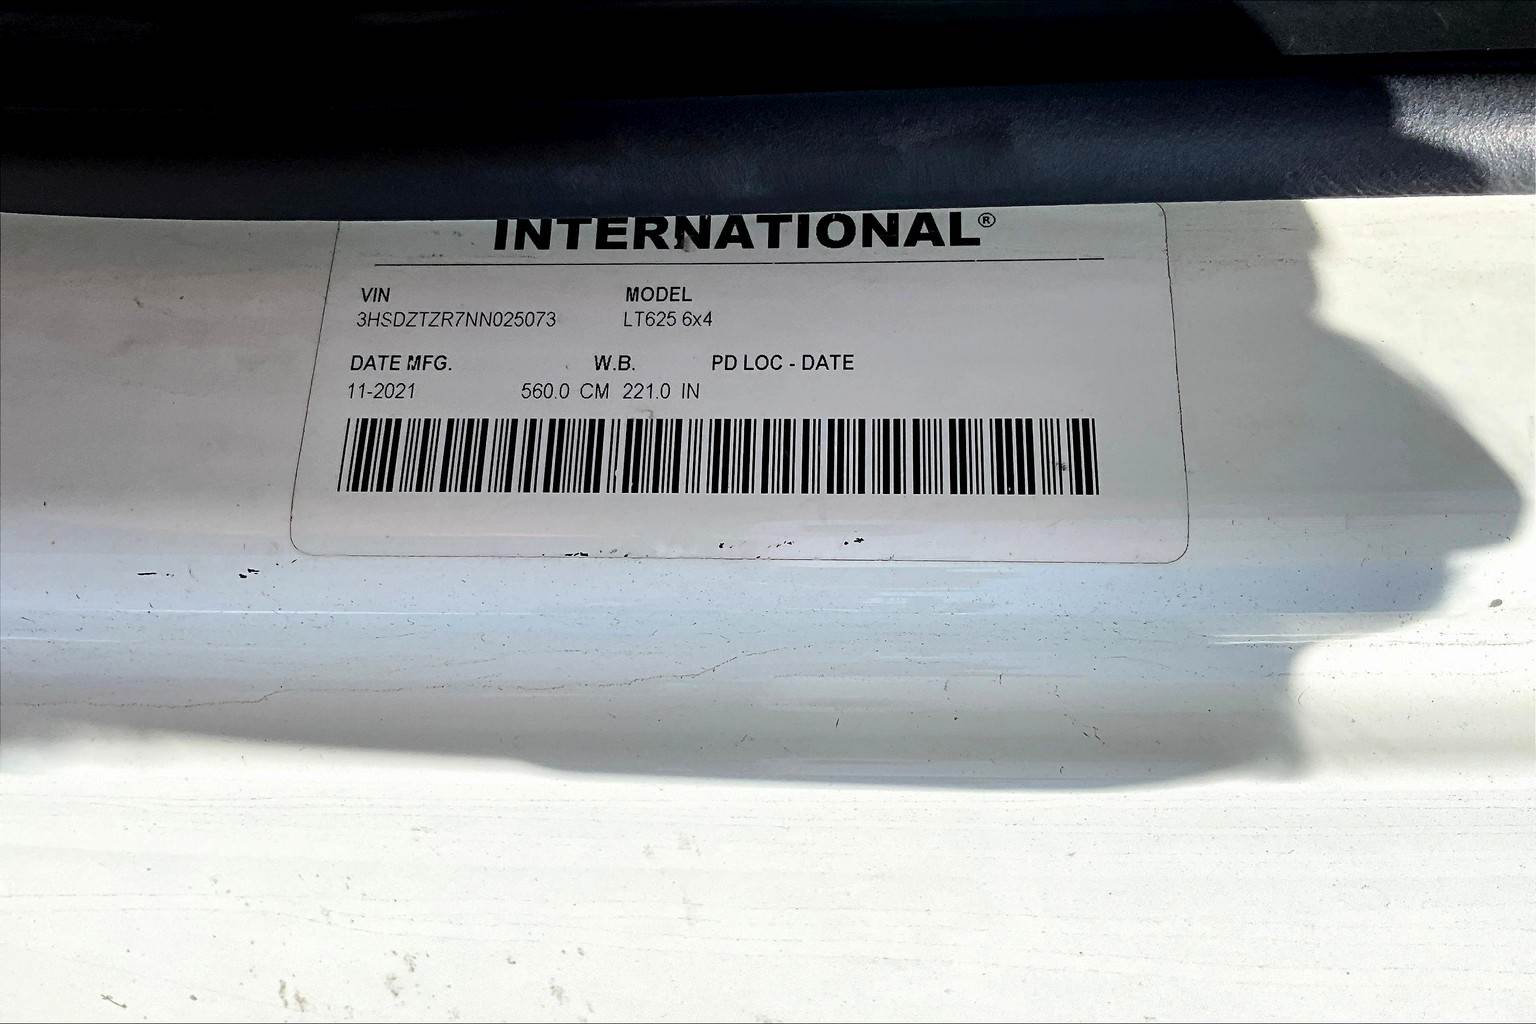 INTERNATIONAL®
VIN MODEL
3HSDZTZR7NN025073 LT625 6x4
DATE MFG. W.B. PD LOC - DATE
11-2021 560.0 CM 221.0 IN